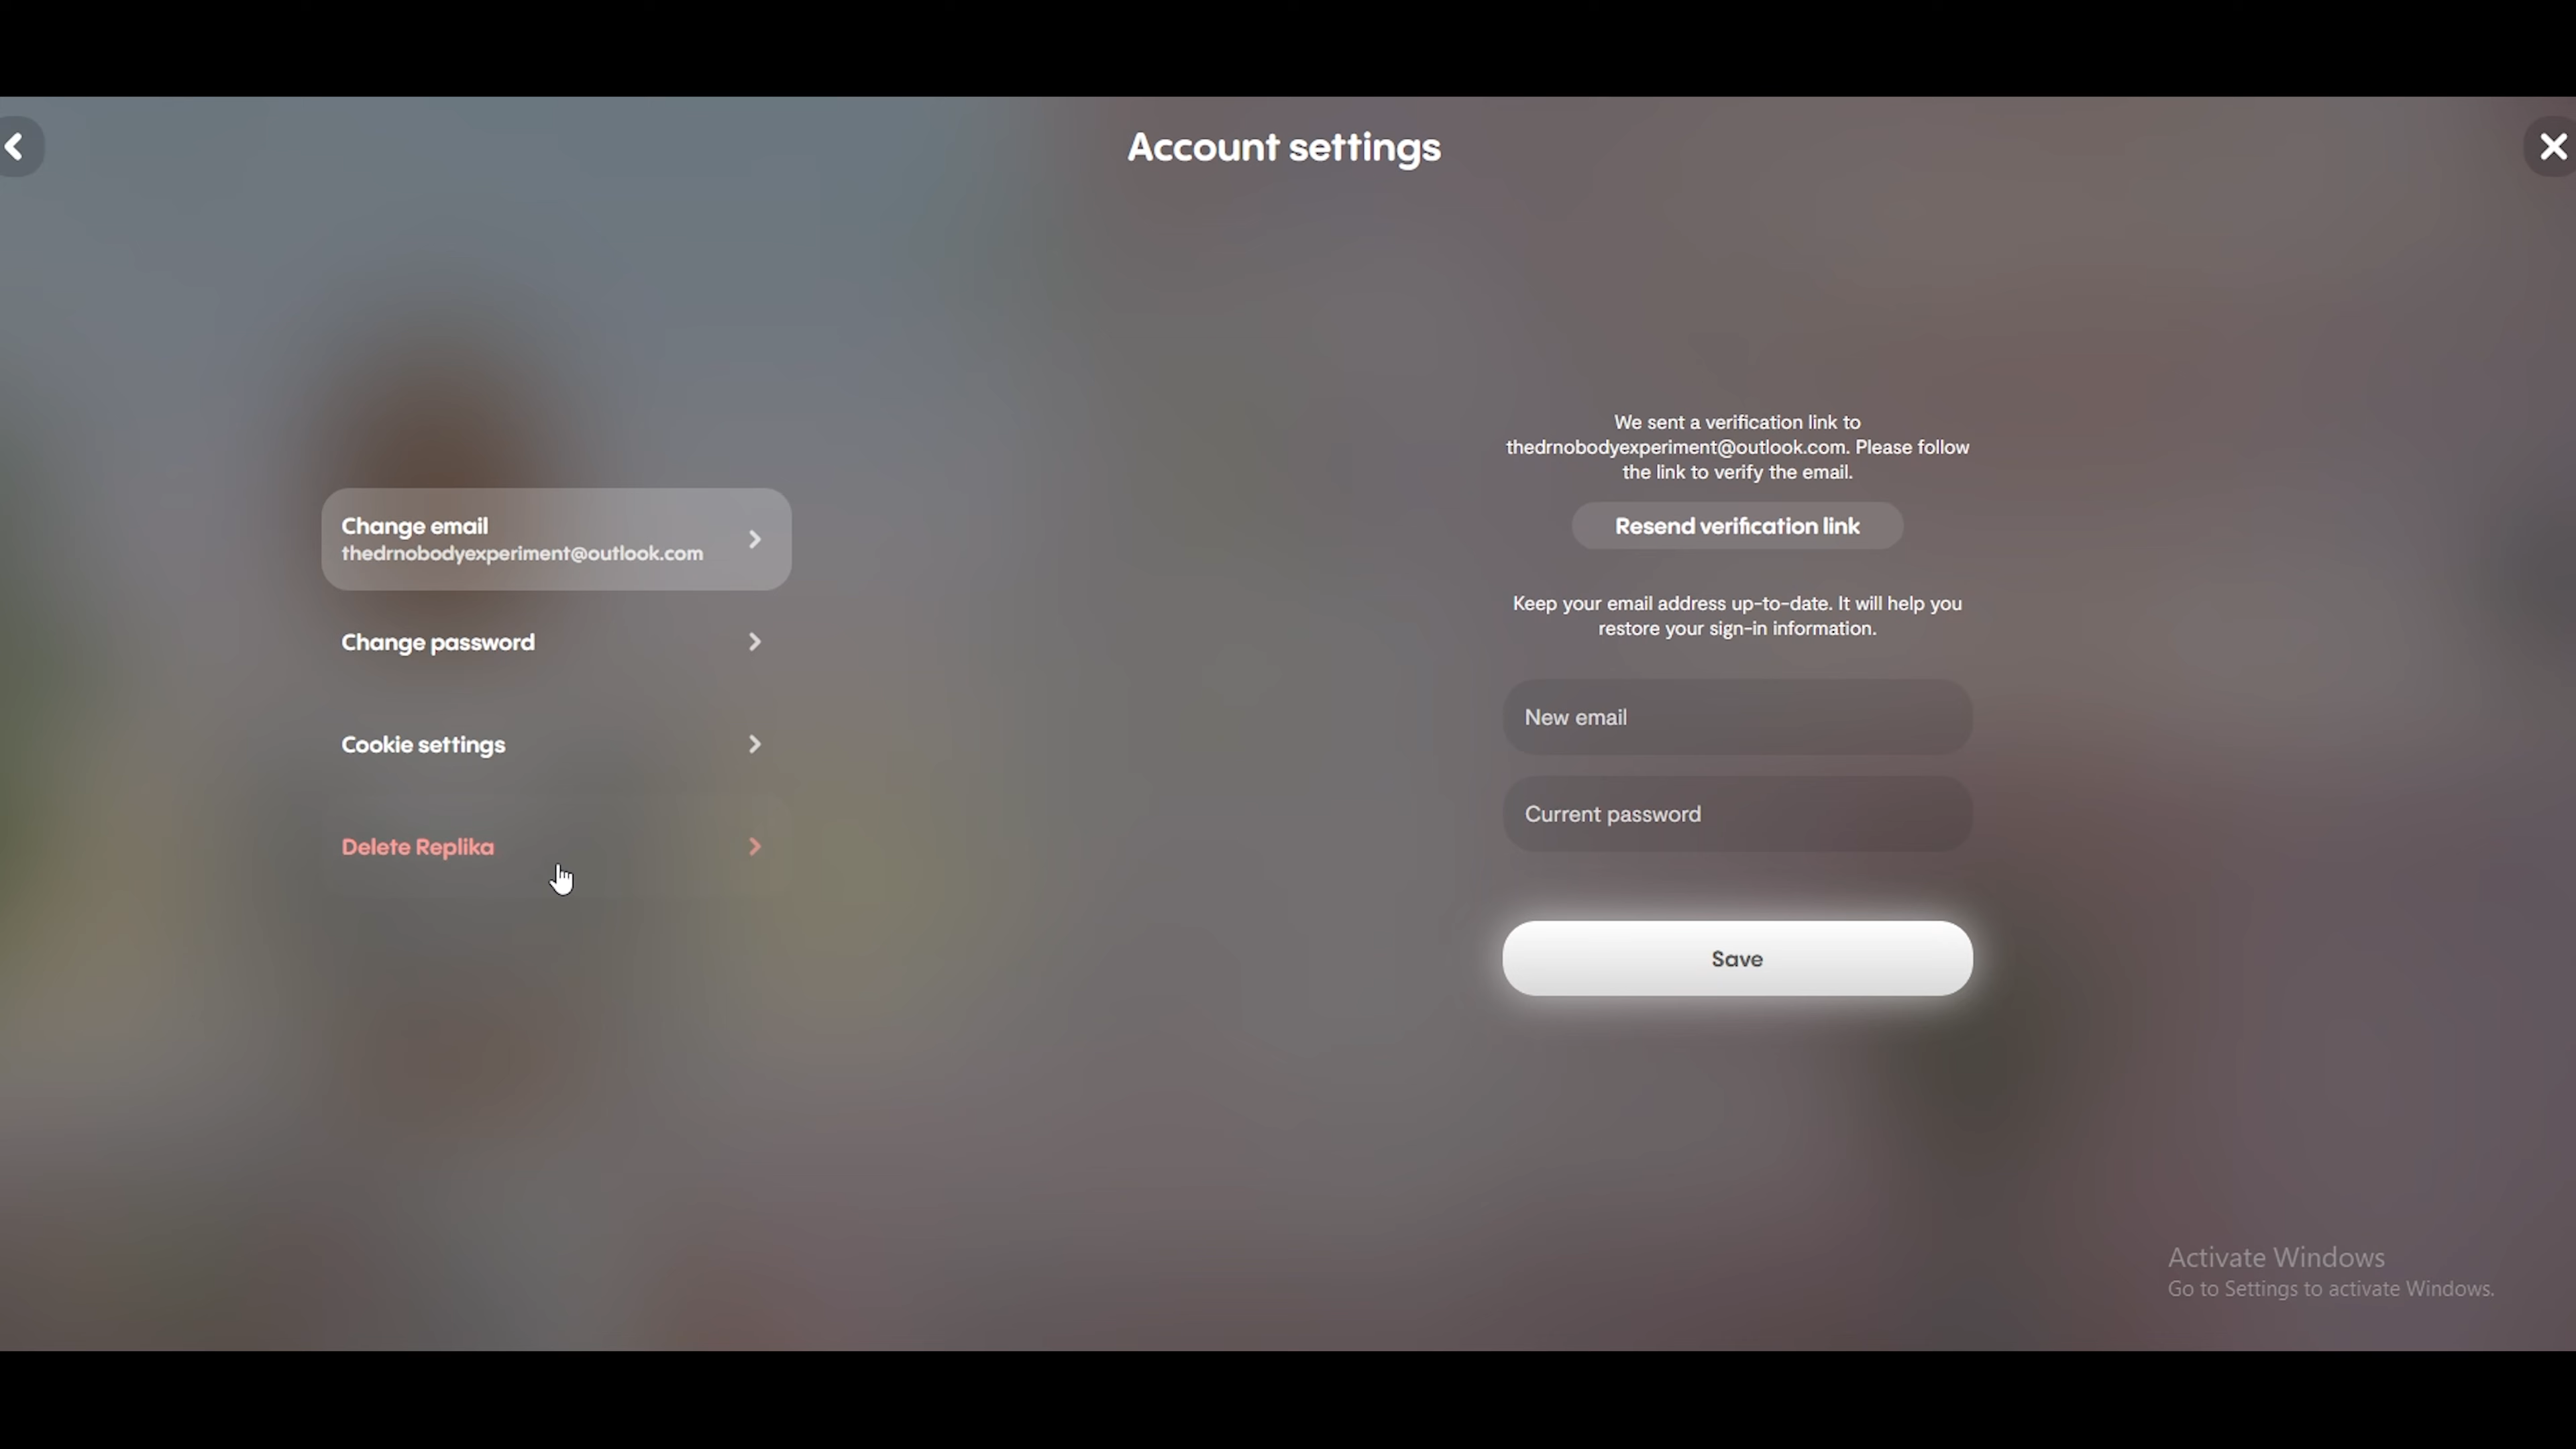 Account settings
Change email
thedrnobodyexperiment@outlook.com
Change password
Cookie settings
Delete Replika
We sent a verification link to
thedrnobodyexperiment@outlook.com. Please follow
the link to verify the email.
Resend verification link
Keep your email address up-to-date. It will help you
restore your sign-in information.
New email
Current password
Save
Activate Windows
Go to Settings to activate Windows.